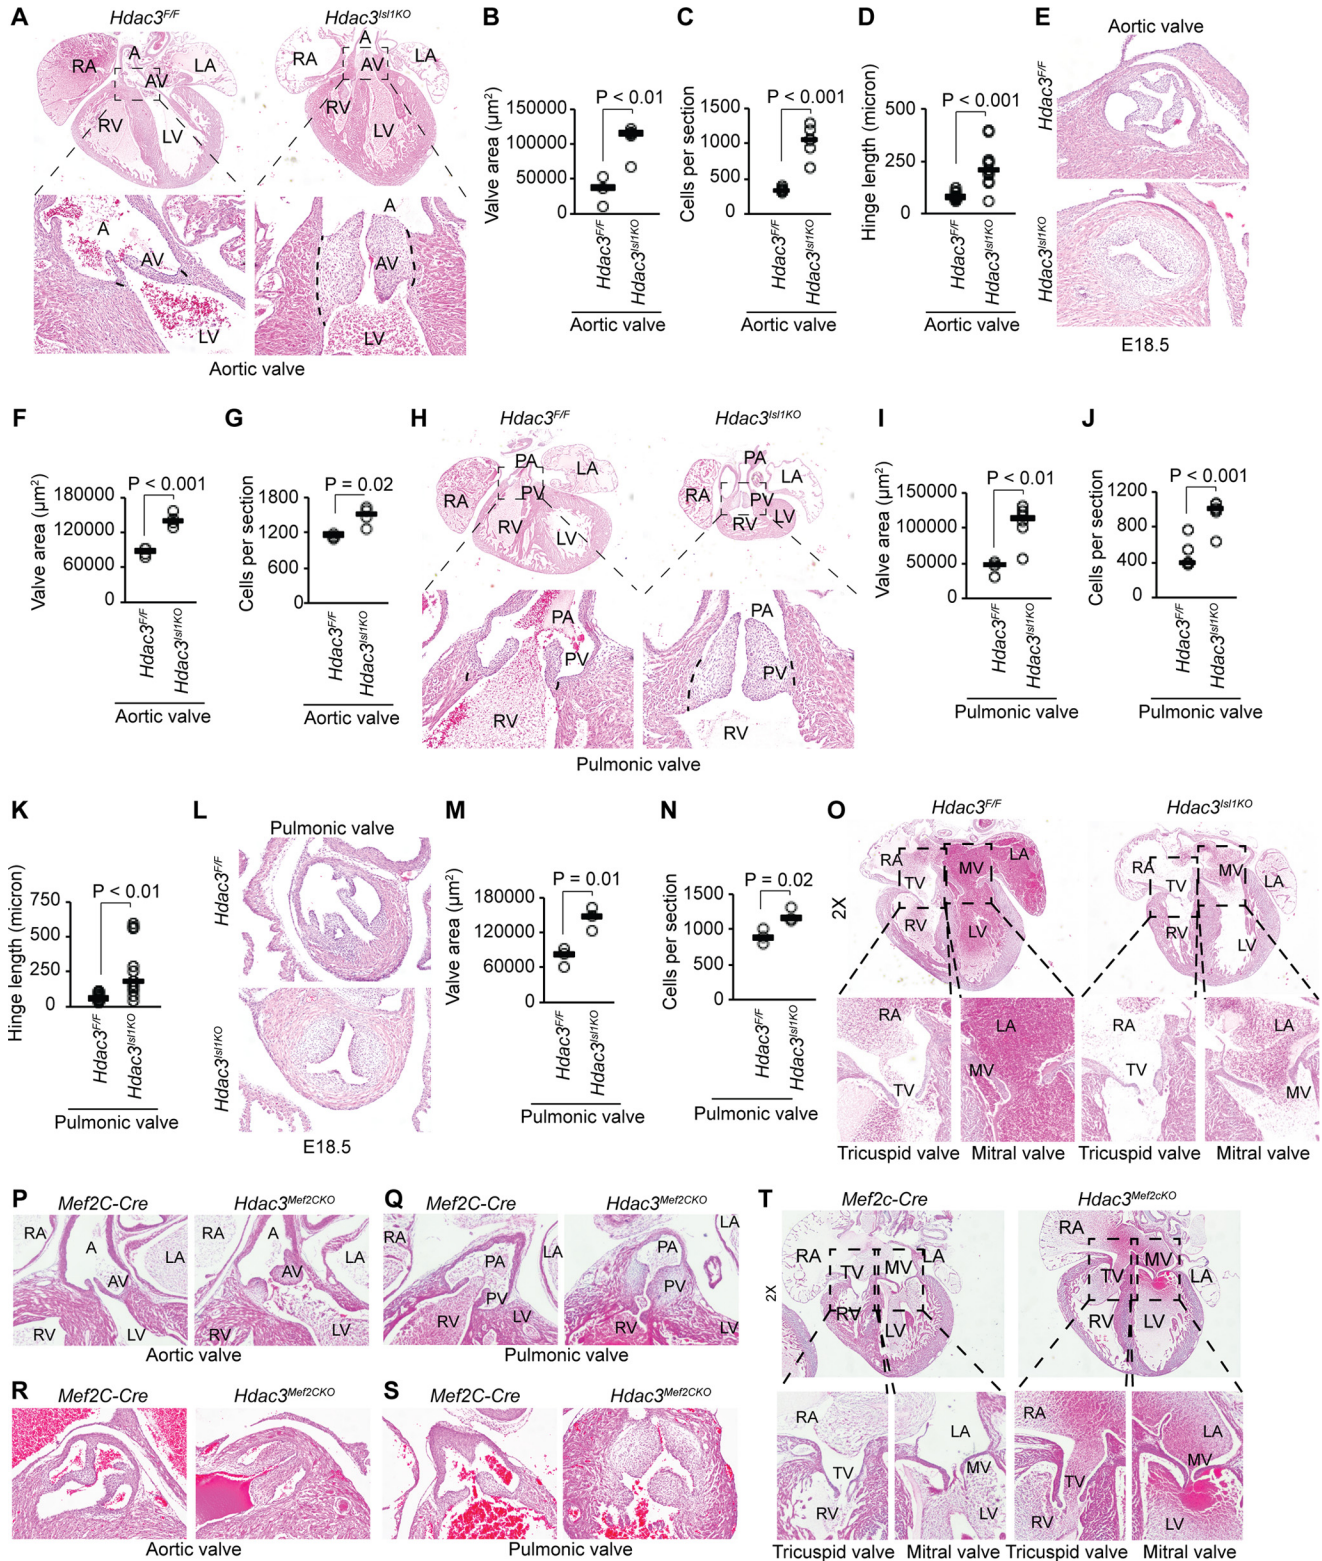 A
Hdac3F/F
Hdac3Isl1KO
RA
A
AV
LA
RV
LV
RA
A
AV
LA
RV
LV
A
AV
LV
A
AV
LV
Aortic valve
B
P < 0.01
Valve area (µm²)
150000
100000
50000
0
Hdac3F/F
Hdac3Isl1KO
Aortic valve
C
P < 0.001
Cells per section
1500
1000
500
0
Hdac3F/F
Hdac3Isl1KO
Aortic valve
D
P < 0.001
Hinge length (micron)
500
250
0
Hdac3F/F
Hdac3Isl1KO
Aortic valve
E
Aortic valve
Hdac3F/F
Hdac3Isl1KO
E18.5
F
P < 0.001
Valve area (µm²)
180000
120000
60000
0
Hdac3F/F
Hdac3Isl1KO
Aortic valve
G
P = 0.02
Cells per section
1800
1200
600
0
Hdac3F/F
Hdac3Isl1KO
Aortic valve
H
Hdac3F/F
Hdac3Isl1KO
PA
LA
RA
PV
RV
LV
PA
LA
RA
PV
RV
LV
PA
PV
RV
PA
PV
RV
Pulmonic valve
I
P < 0.01
Valve area (µm²)
150000
100000
50000
0
Hdac3F/F
Hdac3Isl1KO
Pulmonic valve
J
P < 0.001
Cells per section
1200
800
400
0
Hdac3F/F
Hdac3Isl1KO
Pulmonic valve
K
P < 0.01
Hinge length (micron)
750
500
250
0
Hdac3F/F
Hdac3Isl1KO
Pulmonic valve
L
Pulmonic valve
Hdac3F/F
Hdac3Isl1KO
E18.5
M
P = 0.01
Valve area (µm²)
180000
120000
60000
0
Hdac3F/F
Hdac3Isl1KO
Pulmonic valve
N
P = 0.02
Cells per section
1500
1000
500
0
Hdac3F/F
Hdac3Isl1KO
Pulmonic valve
O
Hdac3F/F
Hdac3Isl1KO
2X
RA
MV
LA
TV
RV
LV
RA
MV
LA
TV
RV
LV
RA
TV
LA
MV
RA
TV
LA
MV
Tricuspid valve
Mitral valve
Tricuspid valve
Mitral valve
P
Mef2C-Cre
Hdac3Mef2CKO
RA
A
LA
AV
RV
LV
RA
A
LA
AV
RV
LV
Aortic valve
Q
Mef2C-Cre
Hdac3Mef2CKO
RA
PA
LA
PV
RV
LV
LA
PA
PV
RV
LV
Pulmonic valve
R
Mef2C-Cre
Hdac3Mef2CKO
Aortic valve
S
Mef2C-Cre
Hdac3Mef2CKO
Pulmonic valve
T
Mef2c-Cre
Hdac3Mef2cKO
2X
RA
TV
MV
LA
RV
LV
RA
MV
TV
LA
RV
LV
RA
TV
RV
LA
MV
LV
RA
TV
RV
LA
MV
LV
Tricuspid valve
Mitral valve
Tricuspid valve
Mitral valve